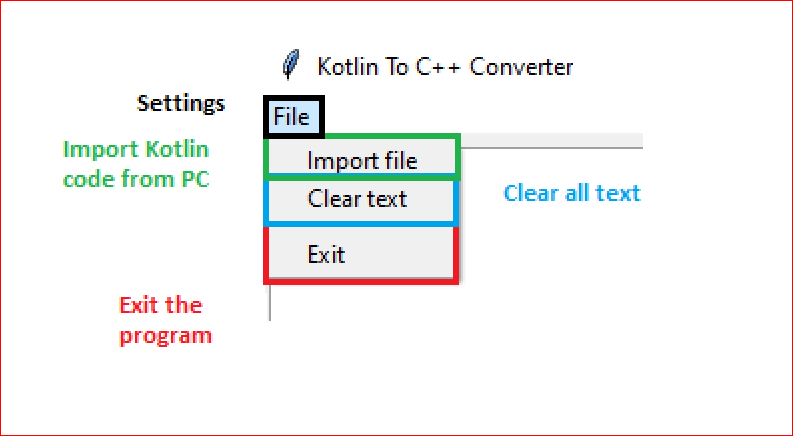 Kotlin To C++ Converter
Settings
File
Import Kotlin
code from PC
Import file
Clear text
Clear all text
Exit
Exit the
program